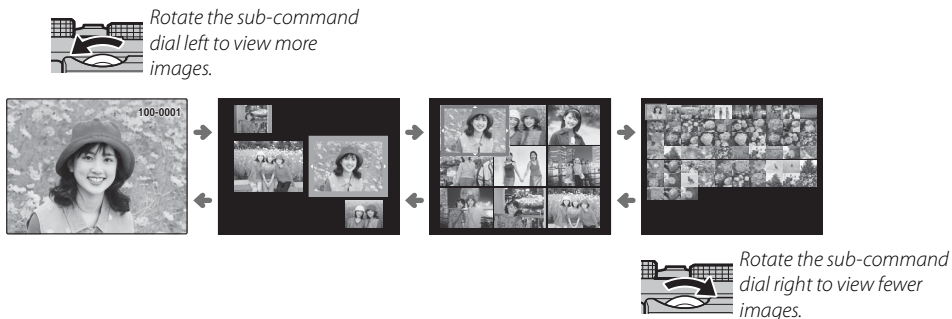 Rotate the sub-command
dial left to view more
images.
100-0001
Rotate the sub-command
dial right to view fewer
images.